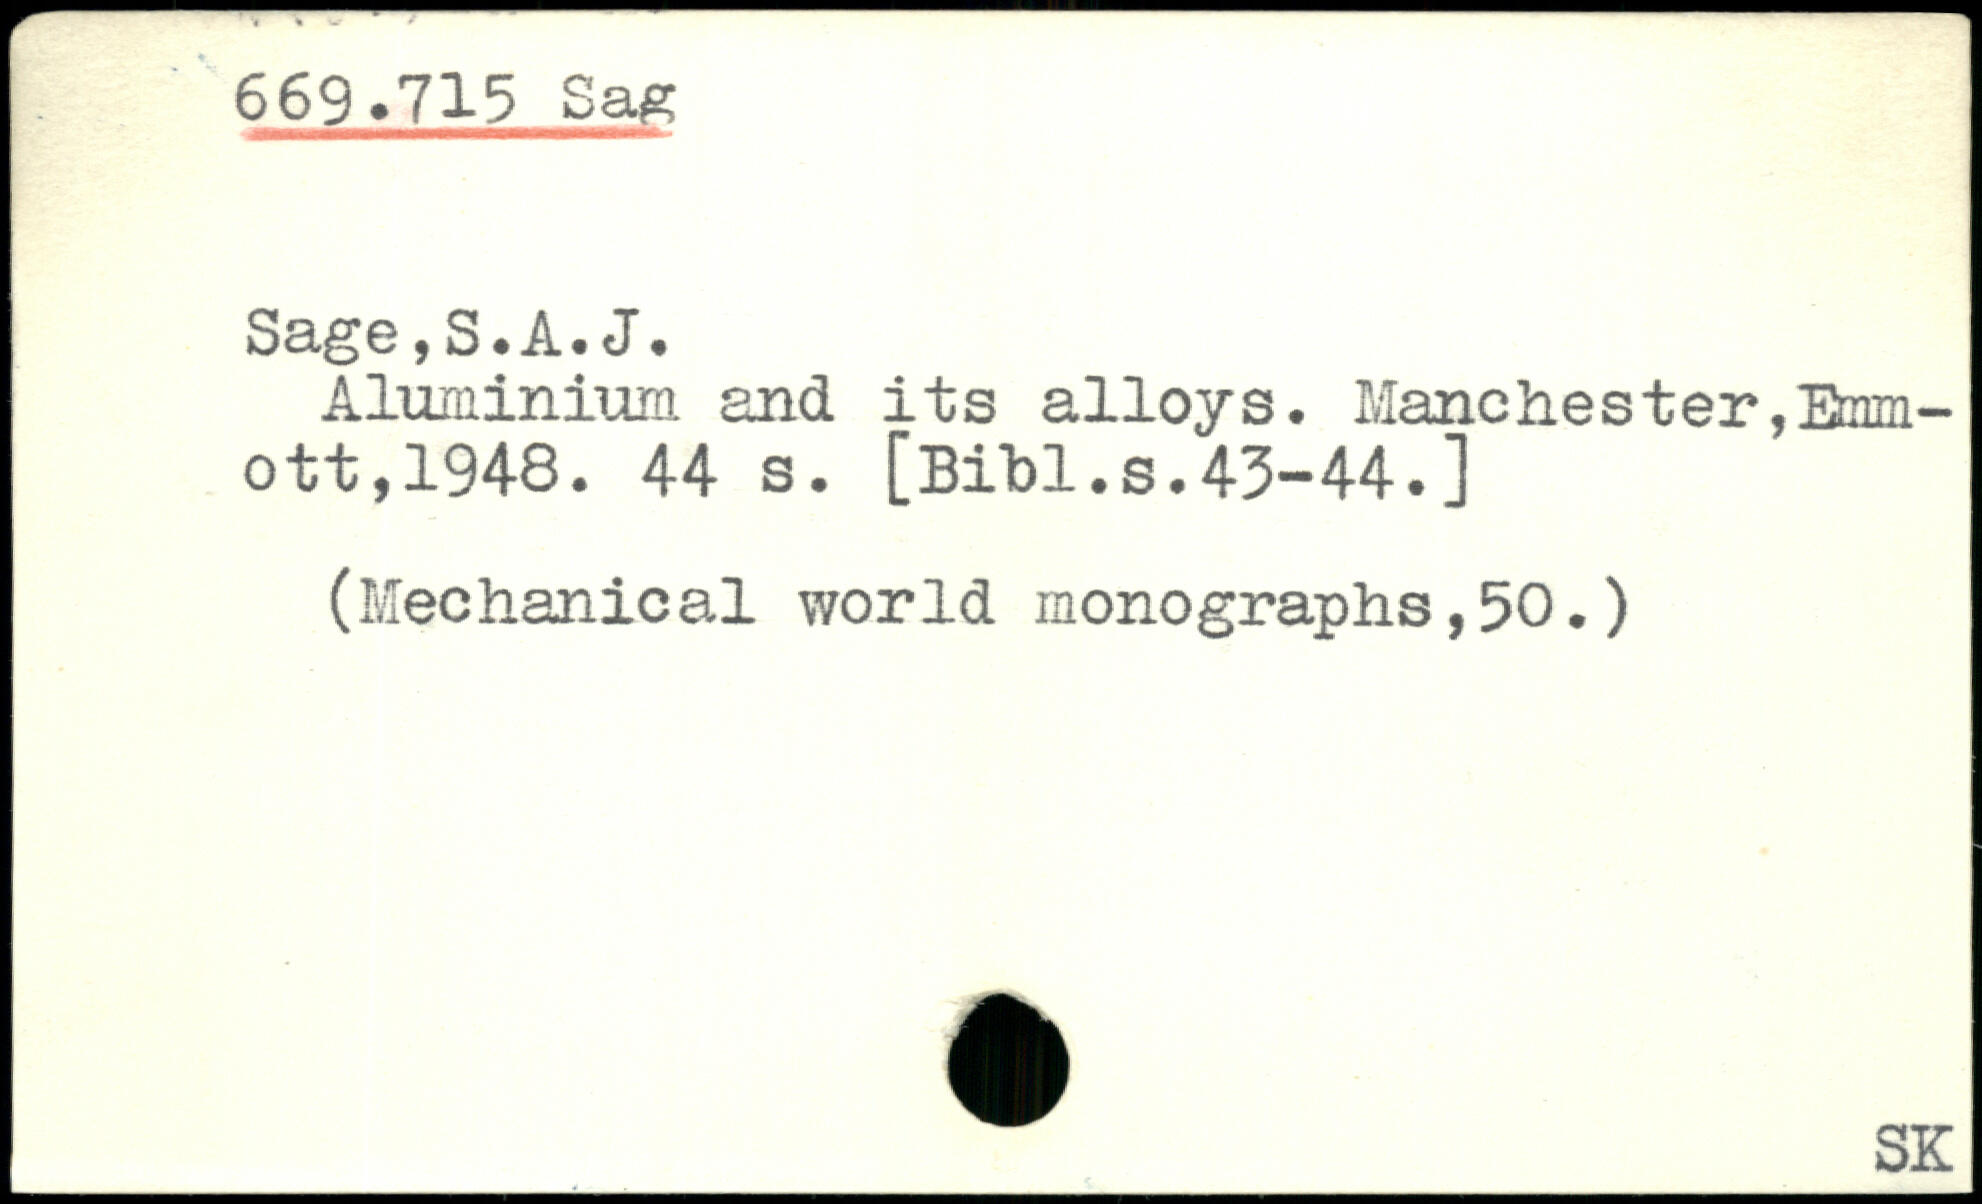 669.715 Sag
Sage,S.A.J.
Aluminium and its alloys. Manchester,Emm-
ott,1948. 44 s. [Bibl.s.43-44.]
(Mechanical world monographs,50.)
SK